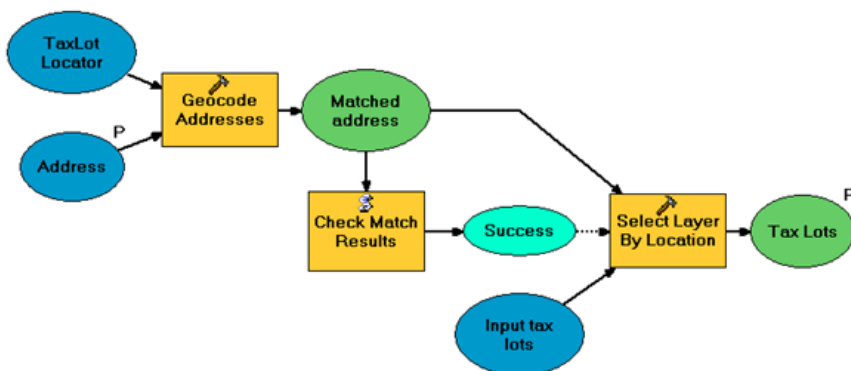 TaxLot
Locator
P
Address
Geocode
Addresses
Matched
address
Check Match
Results
Success
Input tax
lots
Select Layer
By Location
P
Tax Lots